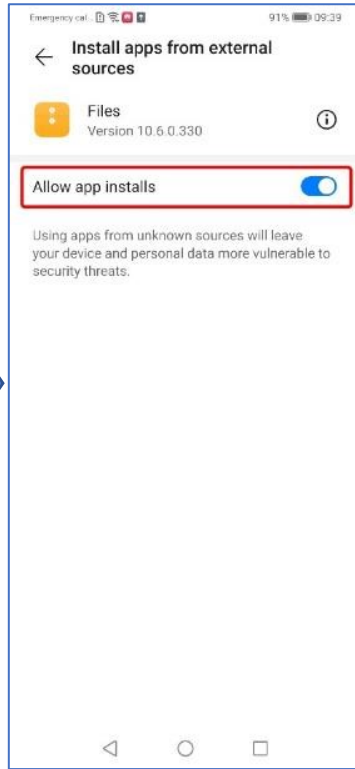 Emergency cal... 91% 09:39
Install apps from external
sources
Files
Version 10.6.0.330
Allow app installs
Using apps from unknown sources will leave
your device and personal data more vulnerable to
security threats.